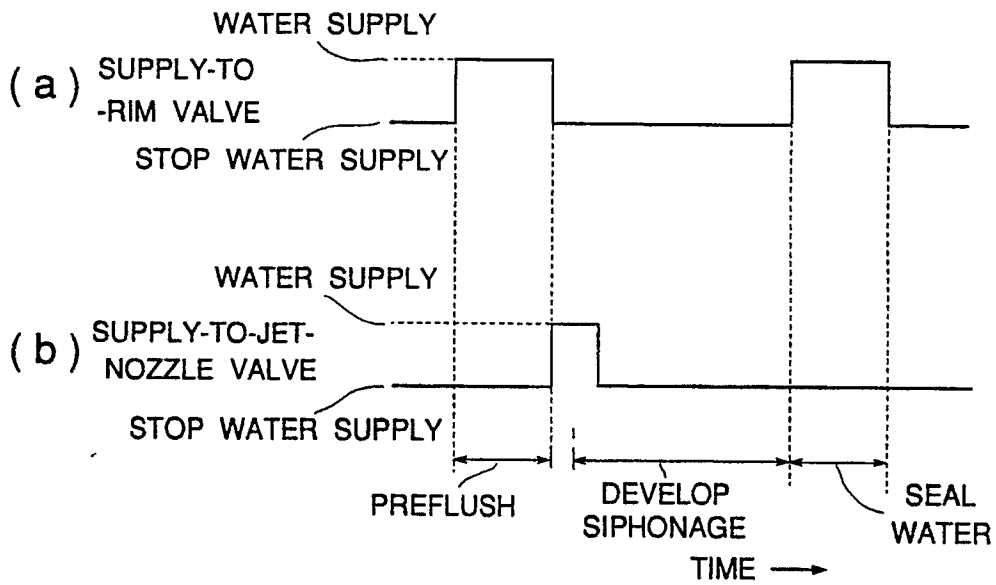 WATER SUPPLY
(a) SUPPLY-TO
-RIM VALVE
STOP WATER SUPPLY
WATER SUPPLY
(b) SUPPLY-TO-JET-
NOZZLE VALVE
STOP WATER SUPPLY
PREFLUSH
DEVELOP
SIPHONAGE
SEAL
WATER
TIME